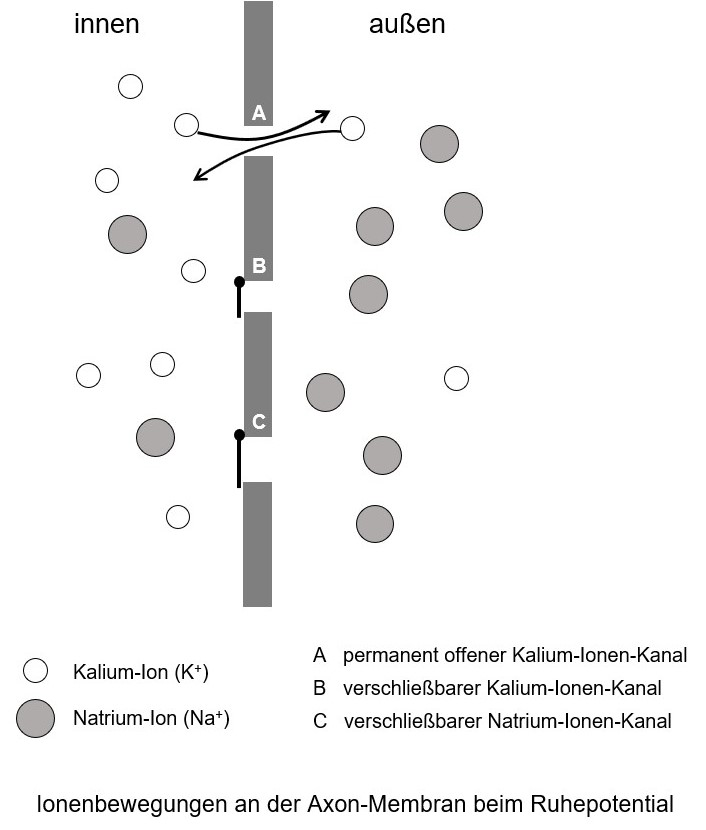 innen
außen
A
B
C
Kalium-Ion (K⁺)
Natrium-Ion (Na⁺)
A permanent offener Kalium-Ionen-Kanal
B verschließbarer Kalium-Ionen-Kanal
C verschließbarer Natrium-Ionen-Kanal
Ionenbewegungen an der Axon-Membran beim Ruhepotential